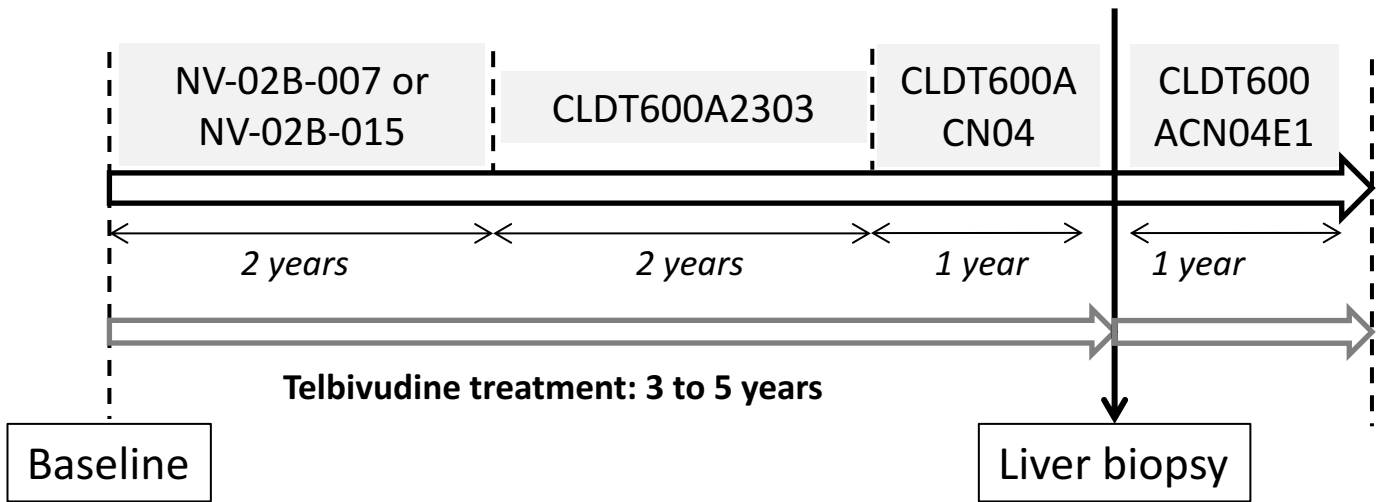 NV-02B-007 or
NV-02B-015
CLDT600A2303
CLDT600A
CN04
CLDT600
ACN04E1
2 years
2 years
1 year
1 year
Telbivudine treatment: 3 to 5 years
Baseline
Liver biopsy